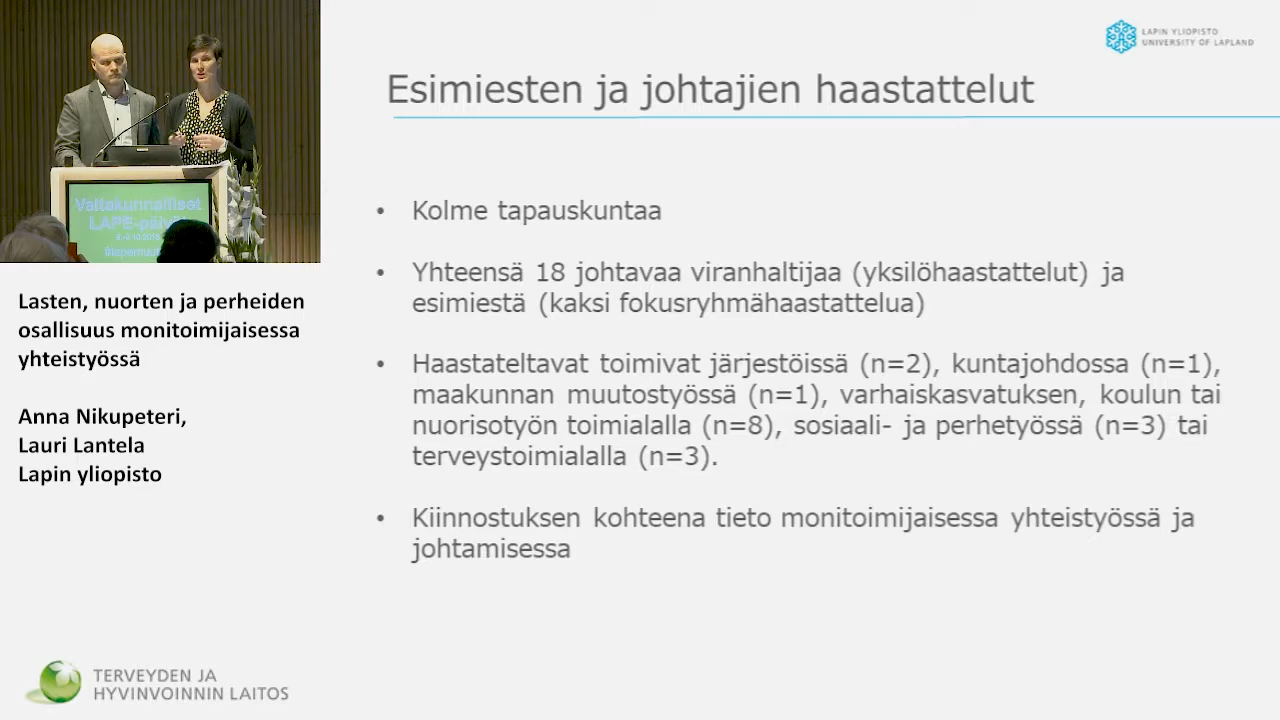 LAPIN YLIOPISTO
UNIVERSITY OF LAPLAND
Esimiesten ja johtajien haastattelut
• Kolme tapauskuntaa
• Yhteensä 18 johtavaa viranhaltijaa (yksilöhaastattelut) ja
esimiestä (kaksi fokusryhmähaastattelua)
• Haastateltavat toimivat järjestöissä (n=2), kuntajohdossa (n=1),
maakunnan muutostyössä (n=1), varhaiskasvatuksen, koulun tai
nuorisotyön toimialalla (n=8), sosiaali- ja perhetyössä (n=3) tai
terveystoimialalla (n=3).
• Kiinnostuksen kohteena tieto monitoimijaisessa yhteistyössä ja
johtamisessa
Valtakunnalliset
Lasten, nuorten ja perheiden
osallisuus monitoimijaisessa
yhteistyössä
Anna Nikupeteri,
Lauri Lantela
Lapin yliopisto
TERVEYDEN JA
HYVINVOINNIN LAITOS